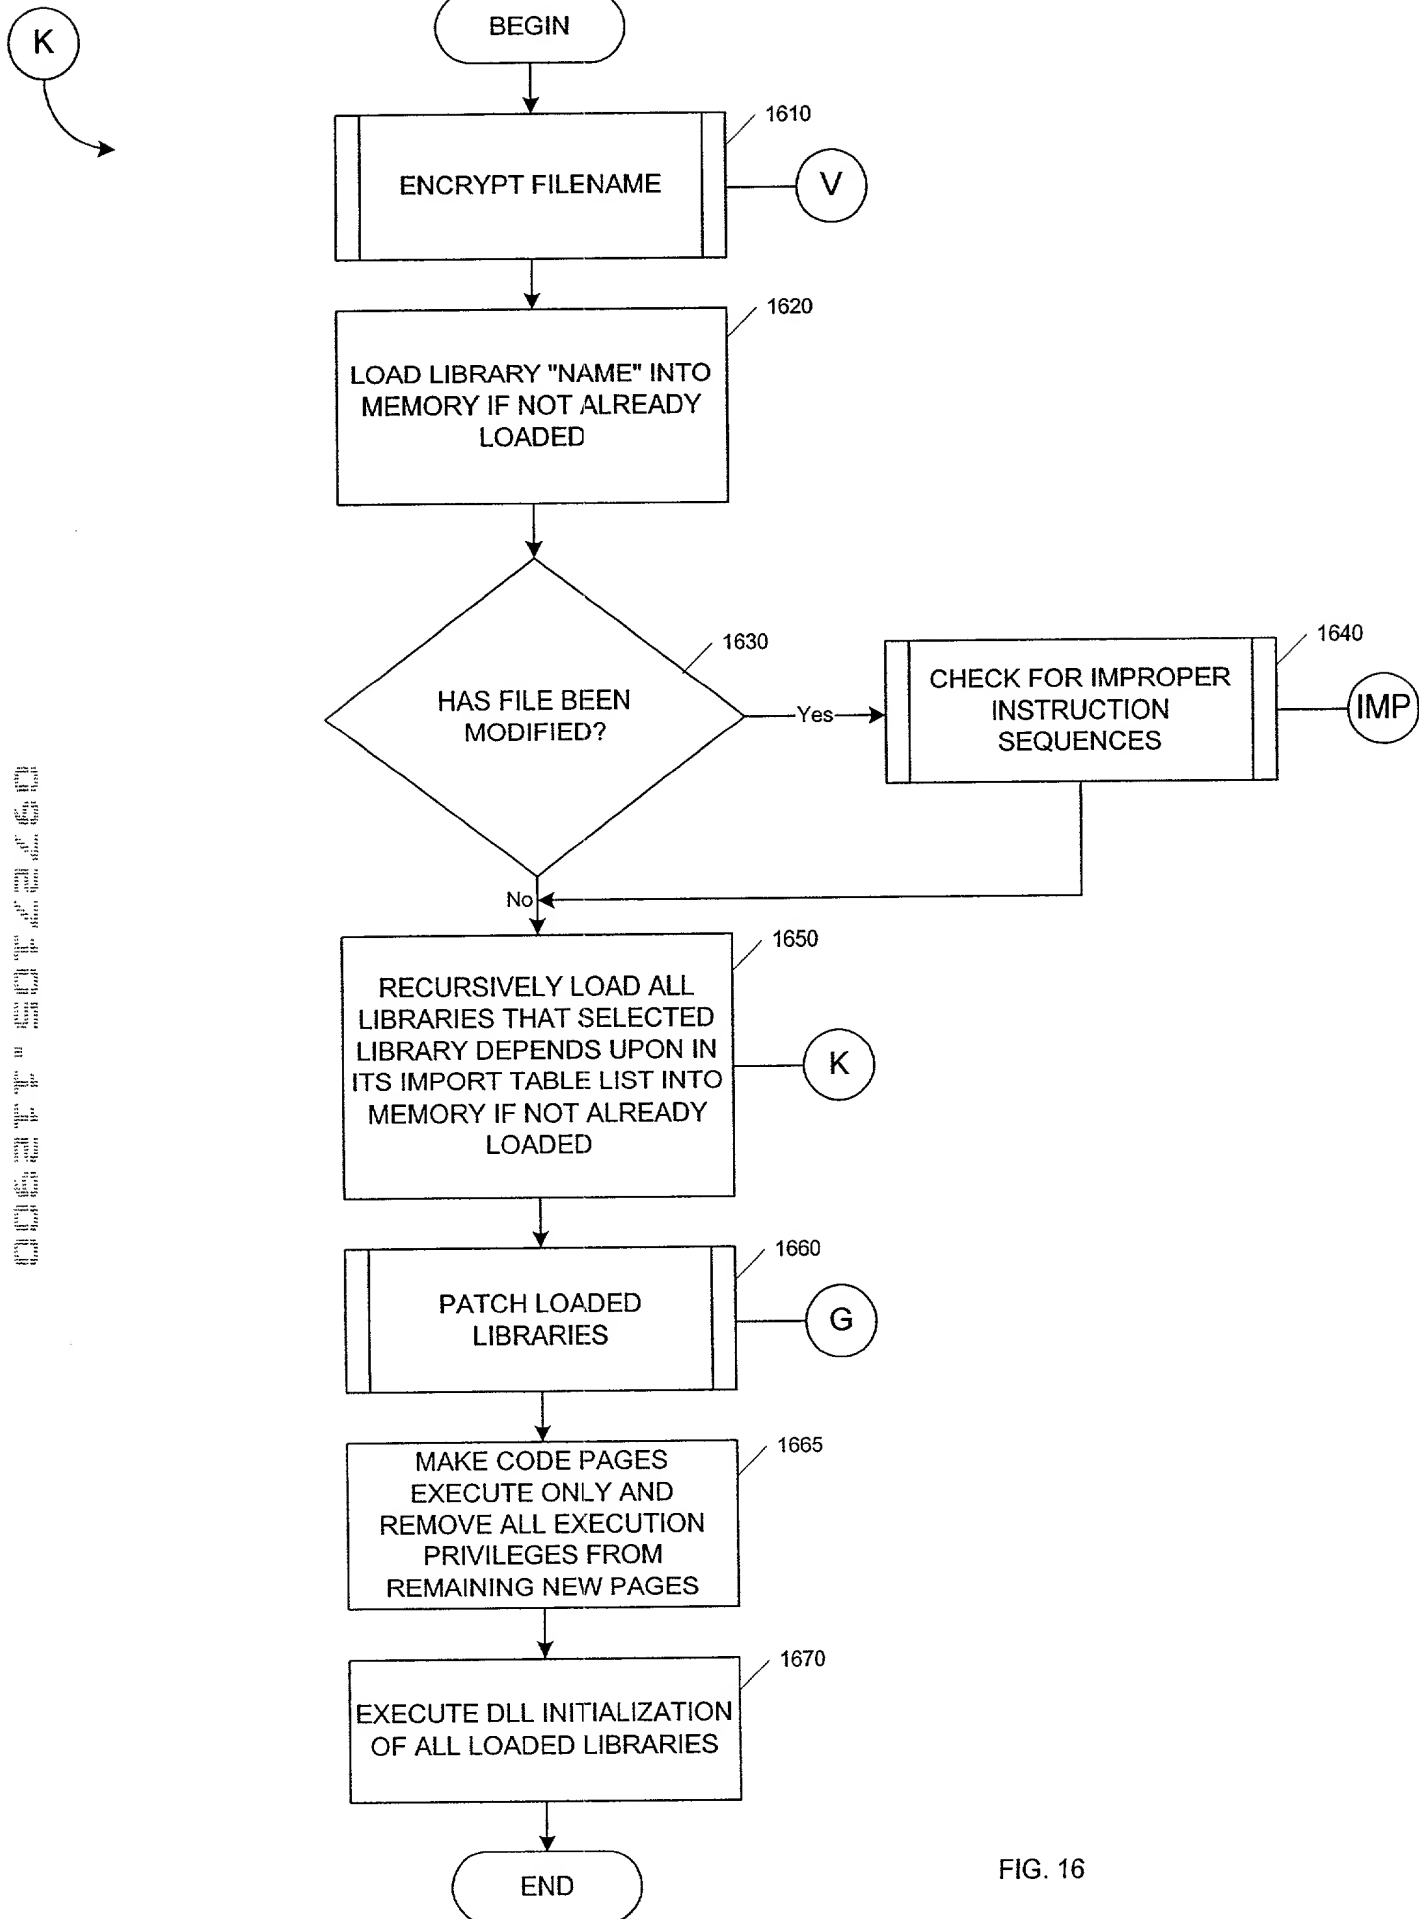 K
BEGIN
1610
ENCRYPT FILENAME
V
1620
LOAD LIBRARY "NAME" INTO
MEMORY IF NOT ALREADY
LOADED
1630
HAS FILE BEEN
MODIFIED?
Yes
1640
CHECK FOR IMPROPER
INSTRUCTION
SEQUENCES
IMP
No
1650
RECURSIVELY LOAD ALL
LIBRARIES THAT SELECTED
LIBRARY DEPENDS UPON IN
ITS IMPORT TABLE LIST INTO
MEMORY IF NOT ALREADY
LOADED
K
1660
PATCH LOADED
LIBRARIES
G
1665
MAKE CODE PAGES
EXECUTE ONLY AND
REMOVE ALL EXECUTION
PRIVILEGES FROM
REMAINING NEW PAGES
1670
EXECUTE DLL INITIALIZATION
OF ALL LOADED LIBRARIES
END
FIG. 16
09727105.112900